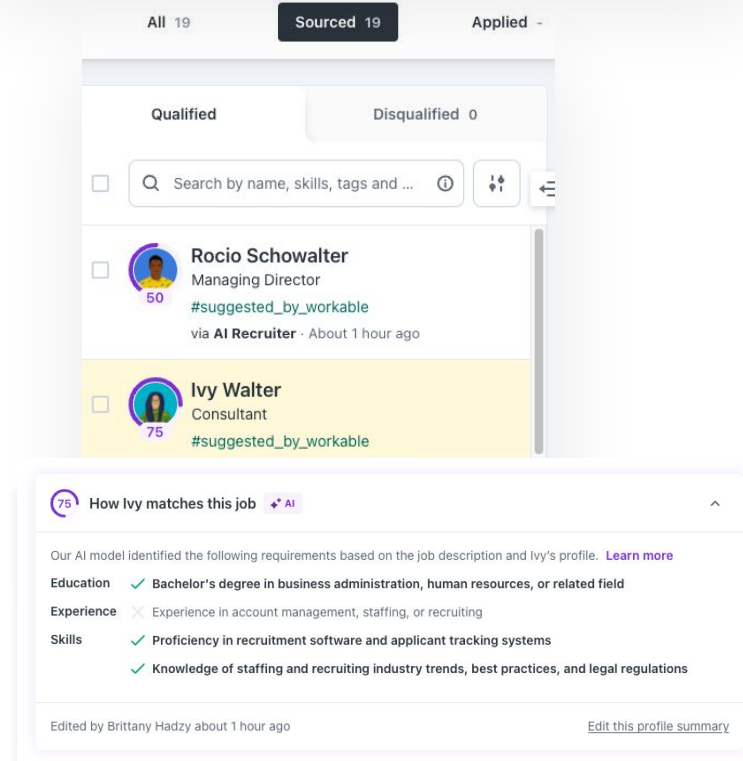 All 19 Sourced 19 Applied -
Qualified Disqualified 0
Search by name, skills, tags and ...
Rocio Schowalter
Managing Director
50
#suggested_by_workable
via AI Recruiter · About 1 hour ago
Ivy Walter
Consultant
75
#suggested_by_workable
75 How Ivy matches this job AI
Our AI model identified the following requirements based on the job description and Ivy's profile. Learn more
Education Bachelor's degree in business administration, human resources, or related field
Experience Experience in account management, staffing, or recruiting
Skills Proficiency in recruitment software and applicant tracking systems
Knowledge of staffing and recruiting industry trends, best practices, and legal regulations
Edited by Brittany Hadzy about 1 hour ago Edit this profile summary